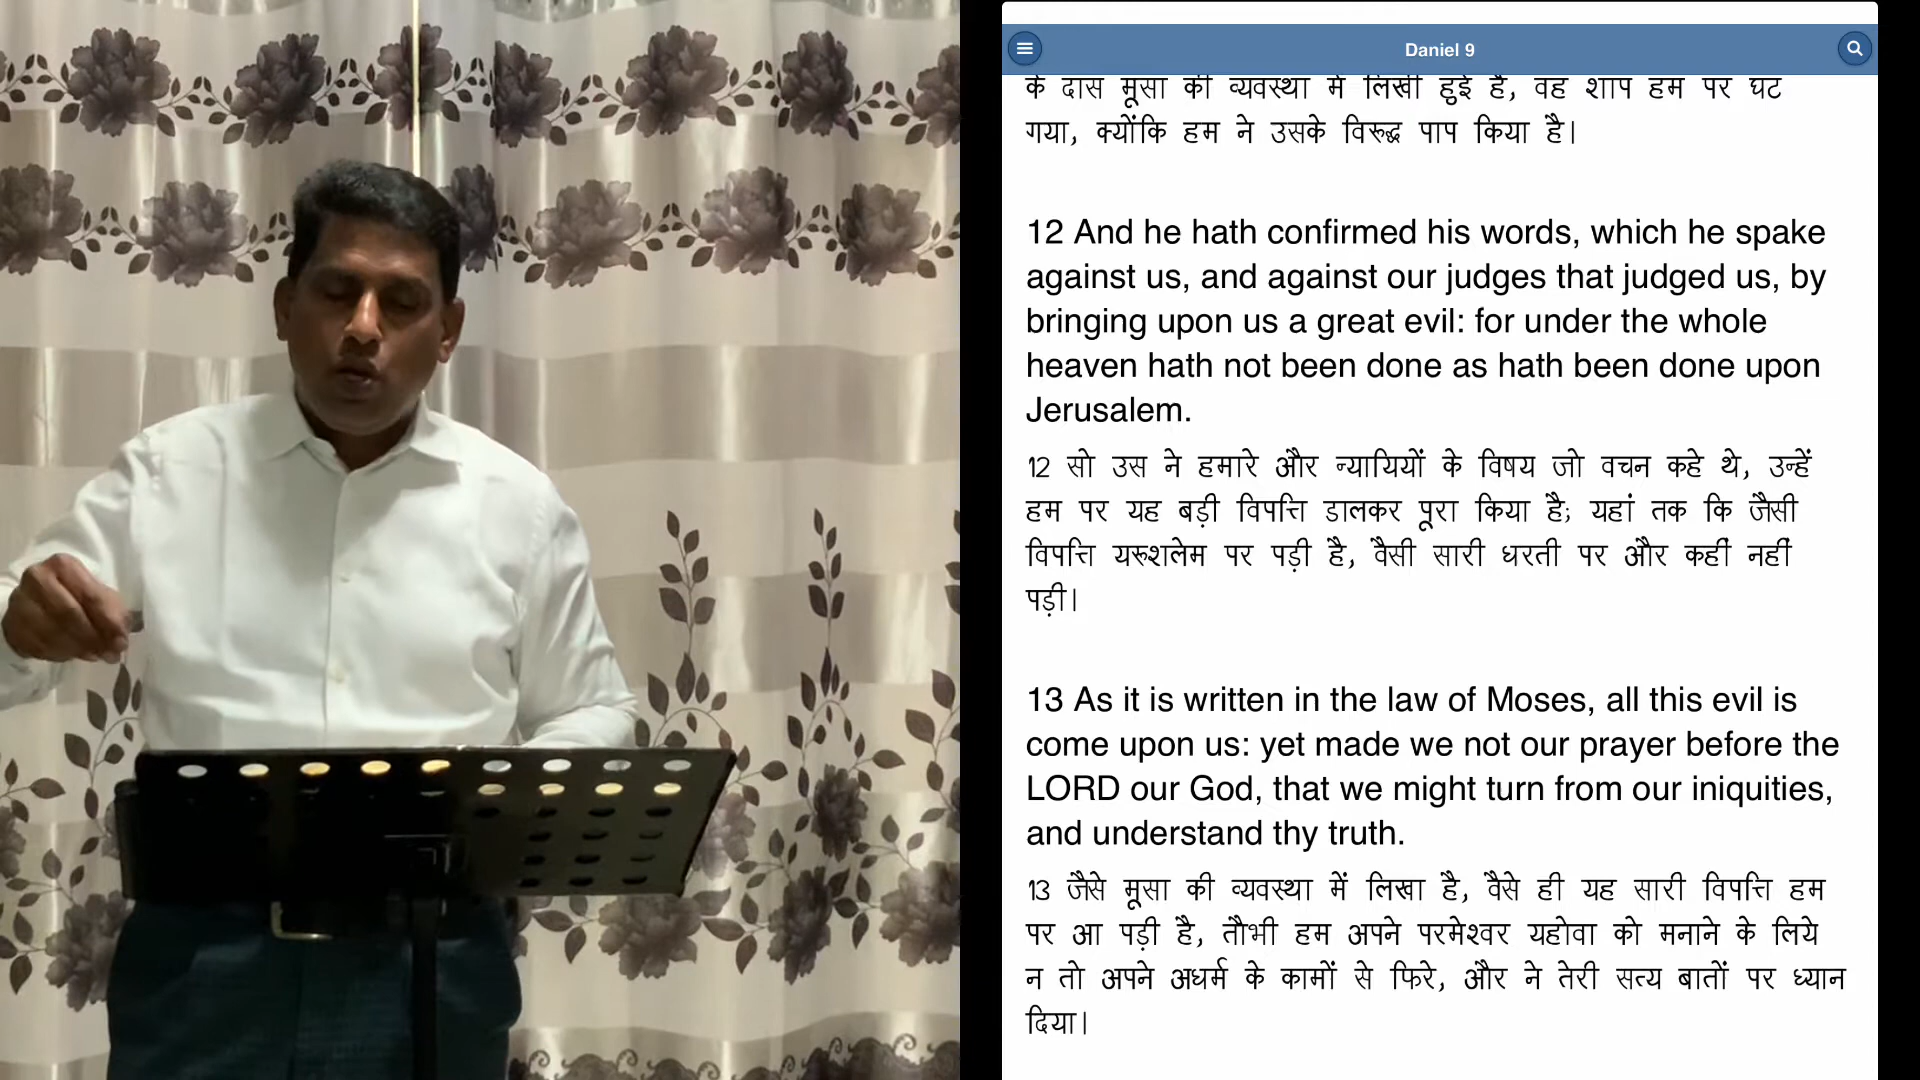 Daniel 9
के दास मूसा की व्यवस्था में लिखी हुई है, वह शाप हम पर घट
गया, क्योंकि हम ने उसके विरुद्ध पाप किया है।
12 And he hath confirmed his words, which he spake
against us, and against our judges that judged us, by
bringing upon us a great evil: for under the whole
heaven hath not been done as hath been done upon
Jerusalem.
12 सो उस ने हमारे और न्यायियों के विषय जो वचन कहे थे, उन्हें
हम पर यह बड़ी विपत्ति डालकर पूरा किया है; यहां तक कि जैसी
विपत्ति यरूशलेम पर पड़ी है, वैसी सारी धरती पर और कहीं नहीं
पड़ी।
13 As it is written in the law of Moses, all this evil is
come upon us: yet made we not our prayer before the
LORD our God, that we might turn from our iniquities,
and understand thy truth.
13 जैसे मूसा की व्यवस्था में लिखा है, वैसे ही यह सारी विपत्ति हम
पर आ पड़ी है, तौभी हम अपने परमेश्वर यहोवा को मनाने के लिये
न तो अपने अधर्म के कामों से फिरे, और ने तेरी सत्य बातों पर ध्यान
दिया।